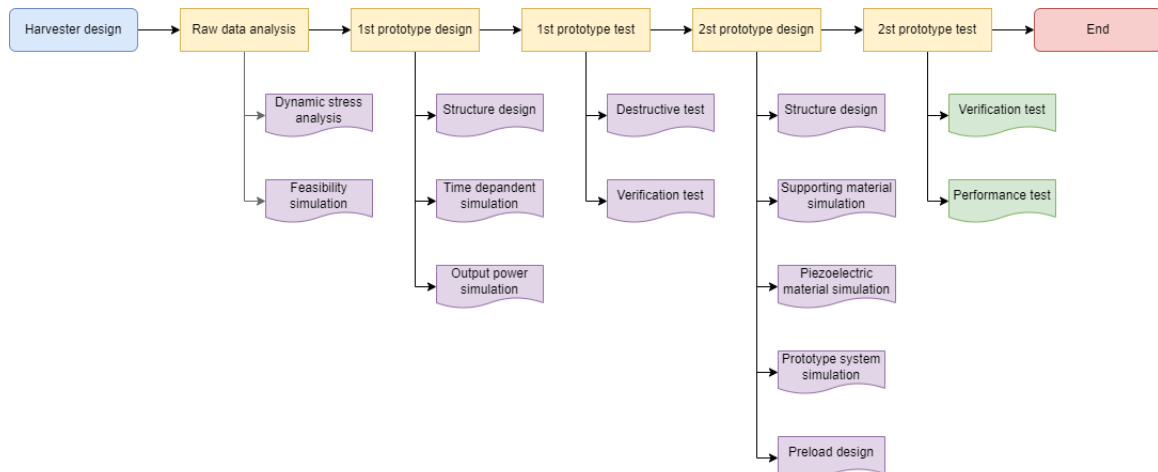 Harvester design
Raw data analysis
1st prototype design
1st prototype test
2st prototype design
2st prototype test
End
Dynamic stress
analysis
Feasibility
simulation
Structure design
Time depandent
simulation
Output power
simulation
Destructive test
Verification test
Structure design
Supporting material
simulation
Piezoelectric
material simulation
Prototype system
simulation
Preload design
Verification test
Performance test